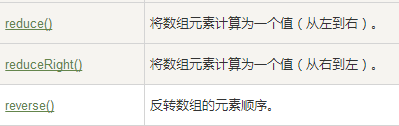 reduce() 将数组元素计算为一个值（从左到右）。
reduceRight() 将数组元素计算为一个值（从右到左）。
reverse() 反转数组的元素顺序。